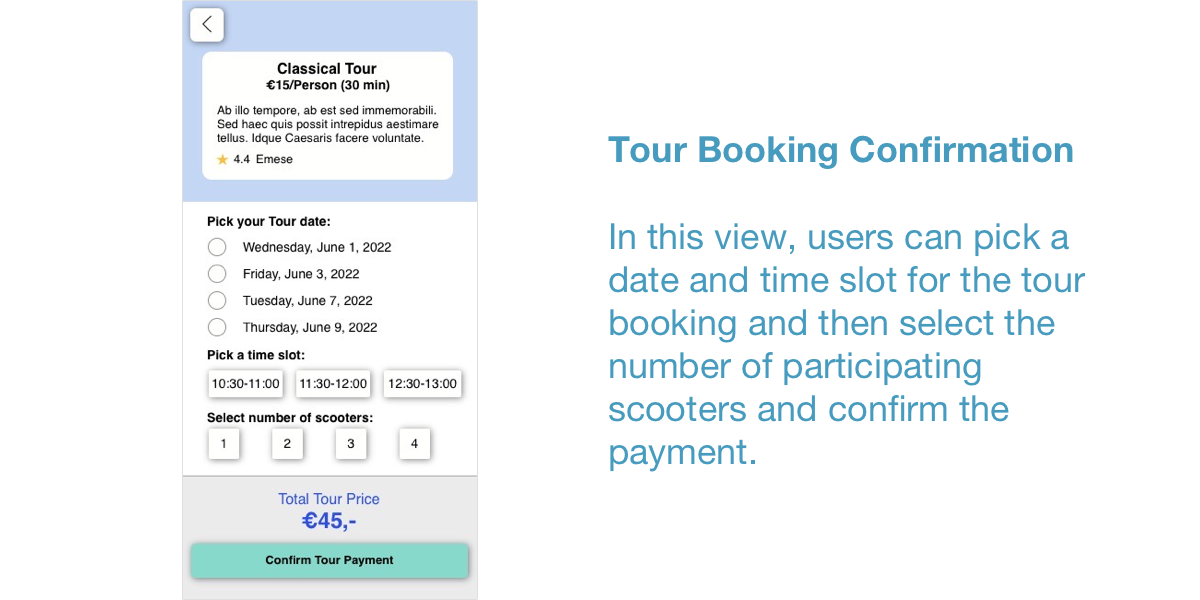 Classical Tour
€15/Person (30 min)
Ab illo tempore, ab est sed immemorabili.
Sed haec quis possit intrepidus aestimare
tellus. Idque Caesaris facere voluntate.
4.4 Emese
Pick your Tour date:
Wednesday, June 1, 2022
Friday, June 3, 2022
Tuesday, June 7, 2022
Thursday, June 9, 2022
Pick a time slot:
10:30-11:00 11:30-12:00 12:30-13:00
Select number of scooters:
1 2 3 4
Total Tour Price
€45,-
Confirm Tour Payment
Tour Booking Confirmation
In this view, users can pick a
date and time slot for the tour
booking and then select the
number of participating
scooters and confirm the
payment.